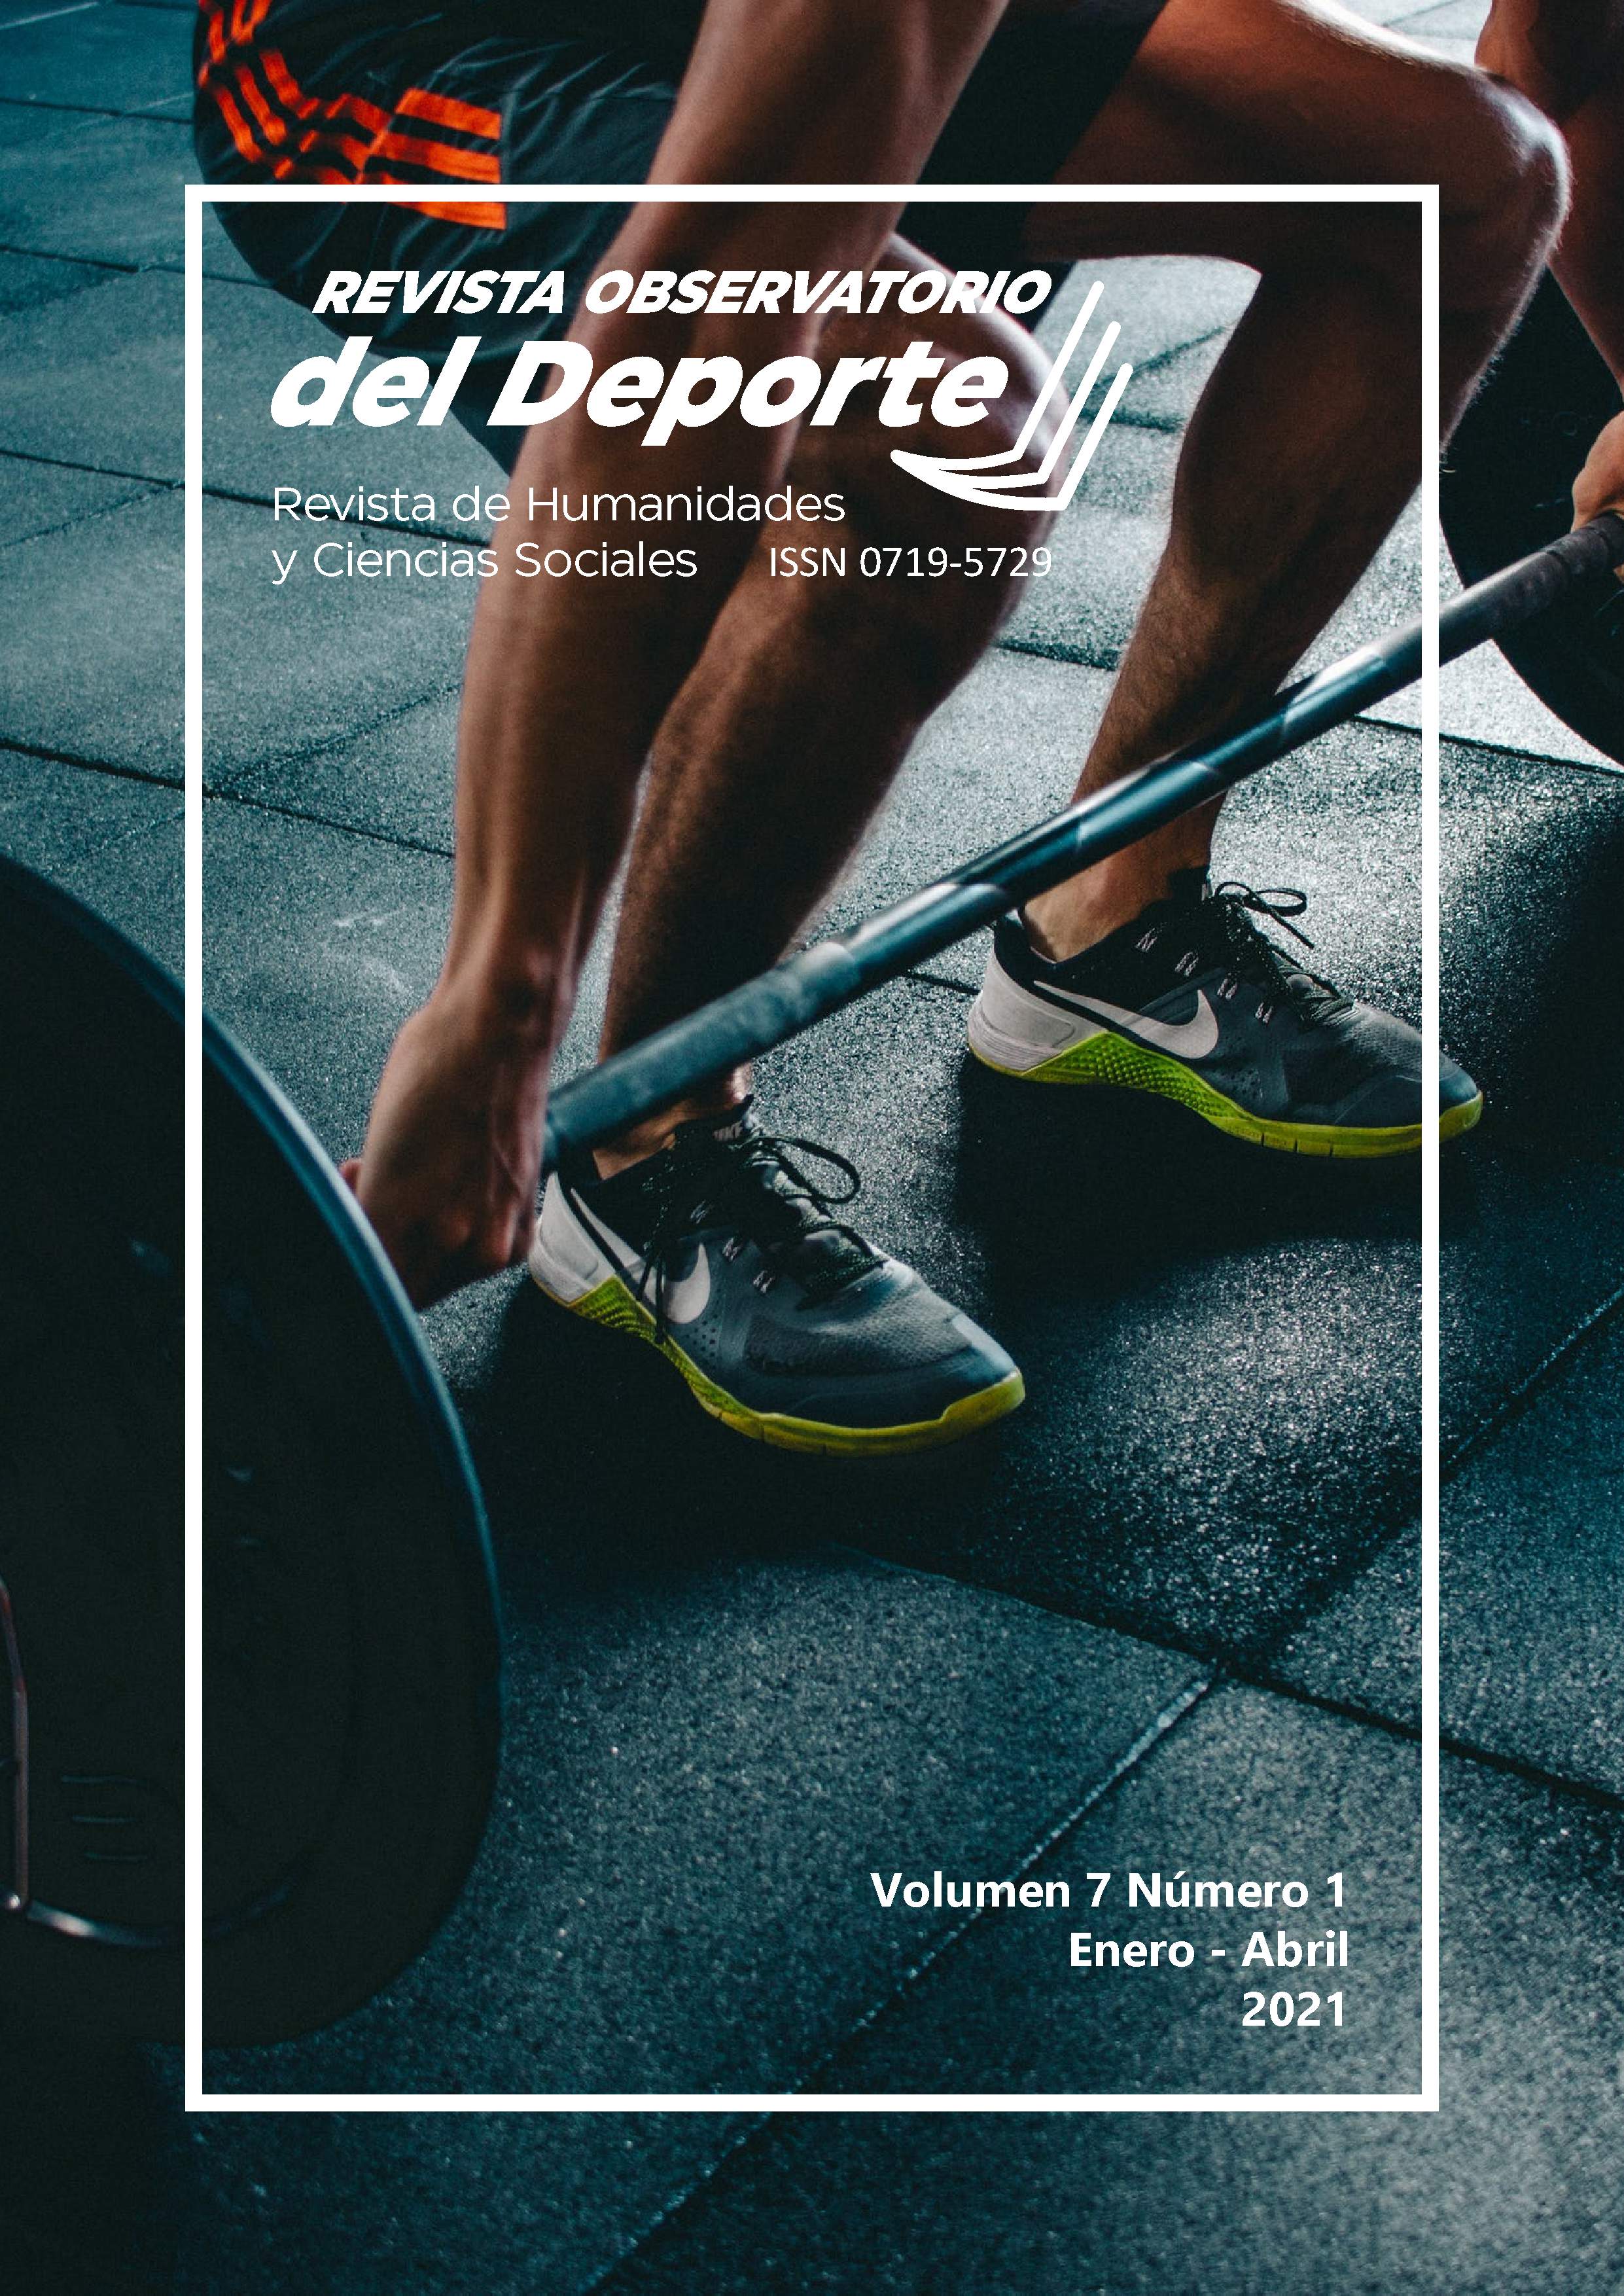 REVISTA OBSERVATORIO
del Deporte
Revista de Humanidades
y Ciencias Sociales ISSN 0719-5729
NIKE
Volumen 7 Número 1
Enero - Abril
2021